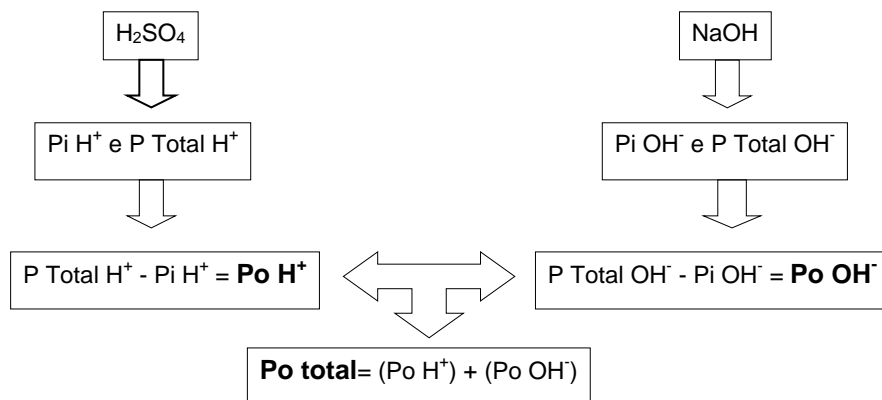 H₂SO₄
NaOH
Pi H⁺ e P Total H⁺
Pi OH⁻ e P Total OH⁻
P Total H⁺ - Pi H⁺ = Po H⁺
P Total OH⁻ - Pi OH⁻ = Po OH⁻
Po total= (Po H⁺) + (Po OH⁻)